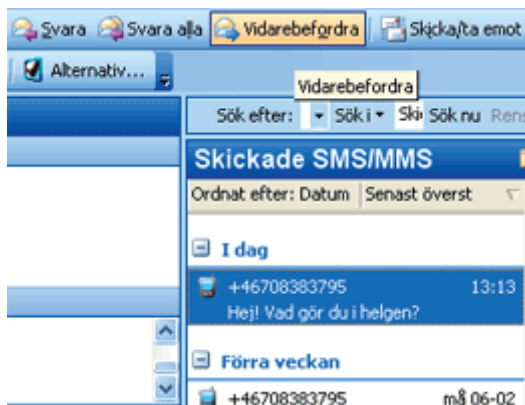 Svara Svara alla Vidarebefordra Skicka/ta emot
Alternativ...
Vidarebefordra
Sök efter: Sök i Sök nu
Skickade SMS/MMS
Ordnat efter: Datum Senast överst
I dag
+46708383795 13:13
Hej! Vad gör du i helgen?
Förra veckan
+46708383795 må 06-02